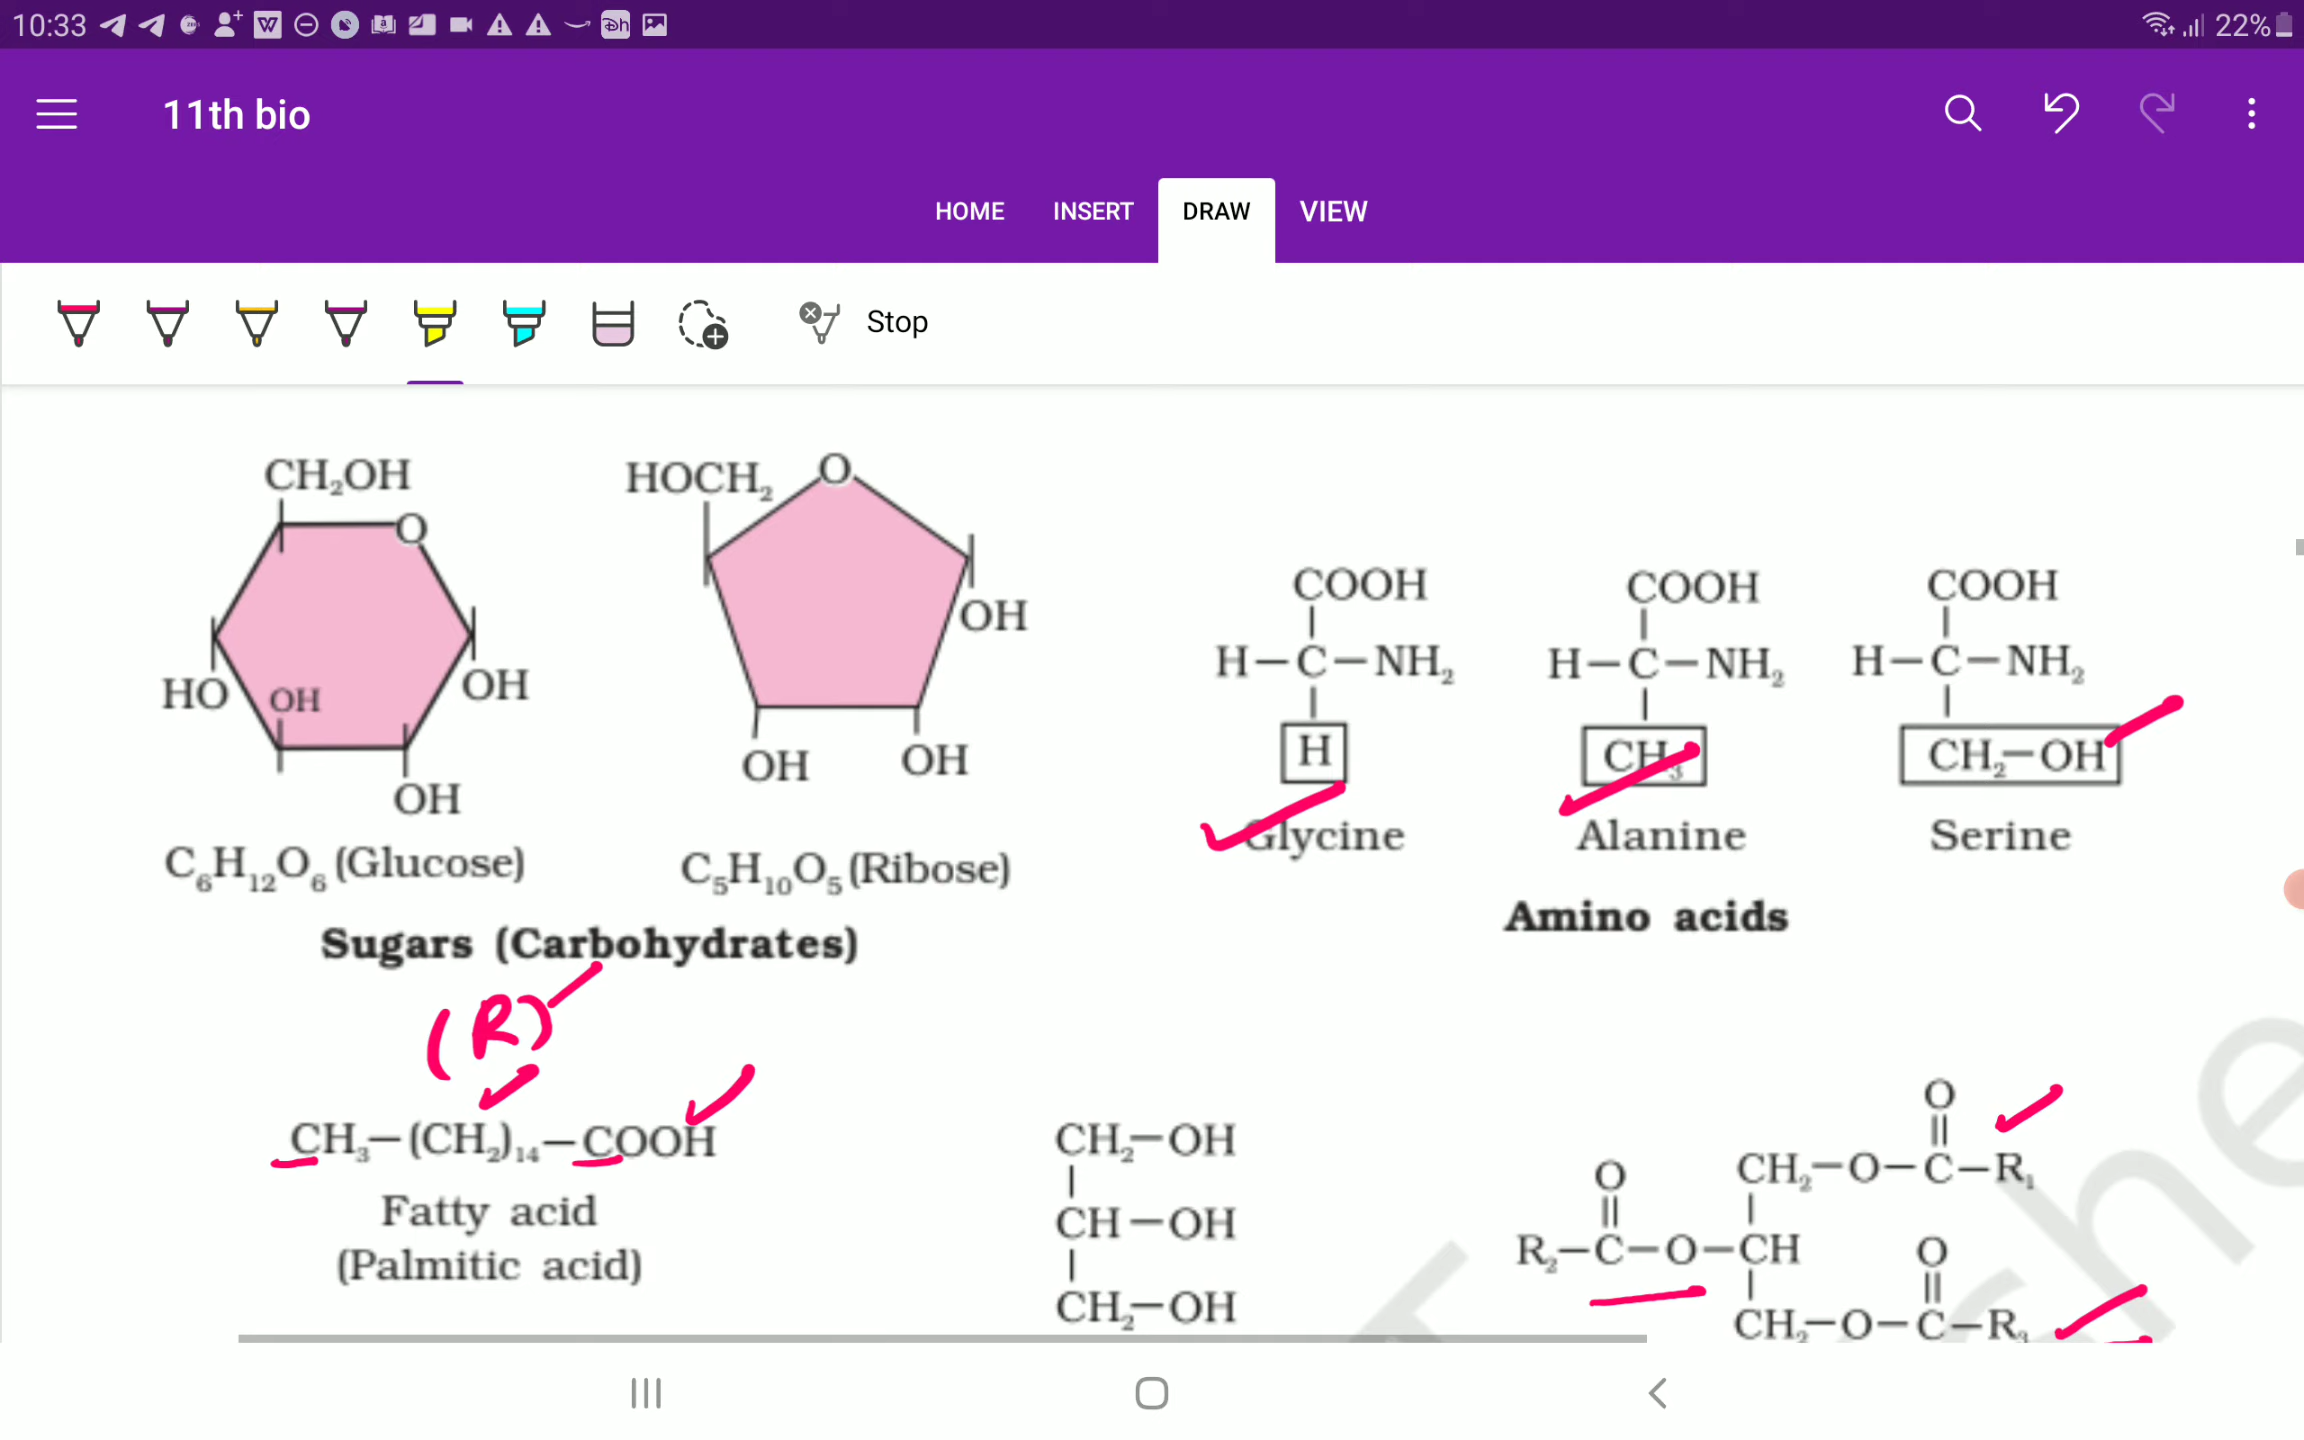 10:33 22%
11th bio
HOME INSERT DRAW VIEW
Stop
CH₂OH
O
HO
OH
OH
OH
C₆H₁₂O₆ (Glucose)
HOCH₂
O
OH
OH
OH
C₅H₁₀O₅ (Ribose)
Sugars (Carbohydrates)
COOH
H–C–NH₂
H
Glycine
COOH
H–C–NH₂
CH₃
Alanine
COOH
H–C–NH₂
CH₂–OH
Serine
Amino acids
(R)
CH₃–(CH₂)₁₄–COOH
Fatty acid
(Palmitic acid)
CH₂–OH
CH–OH
CH₂–OH
O
CH₂–O–C–R₁
O
R₂–C–O–CH
O
CH₂–O–C–R₃